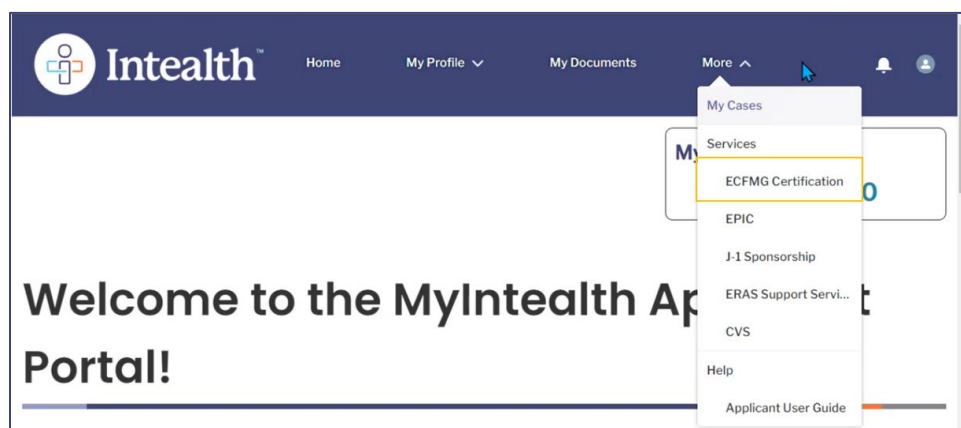 Intealth™
Home
My Profile
My Documents
More
My Cases
Services
ECFMG Certification
EPIC
J-1 Sponsorship
ERAS Support Servi...
CVS
Help
Applicant User Guide
My
0
Welcome to the MyIntealth Ap t
Portal!